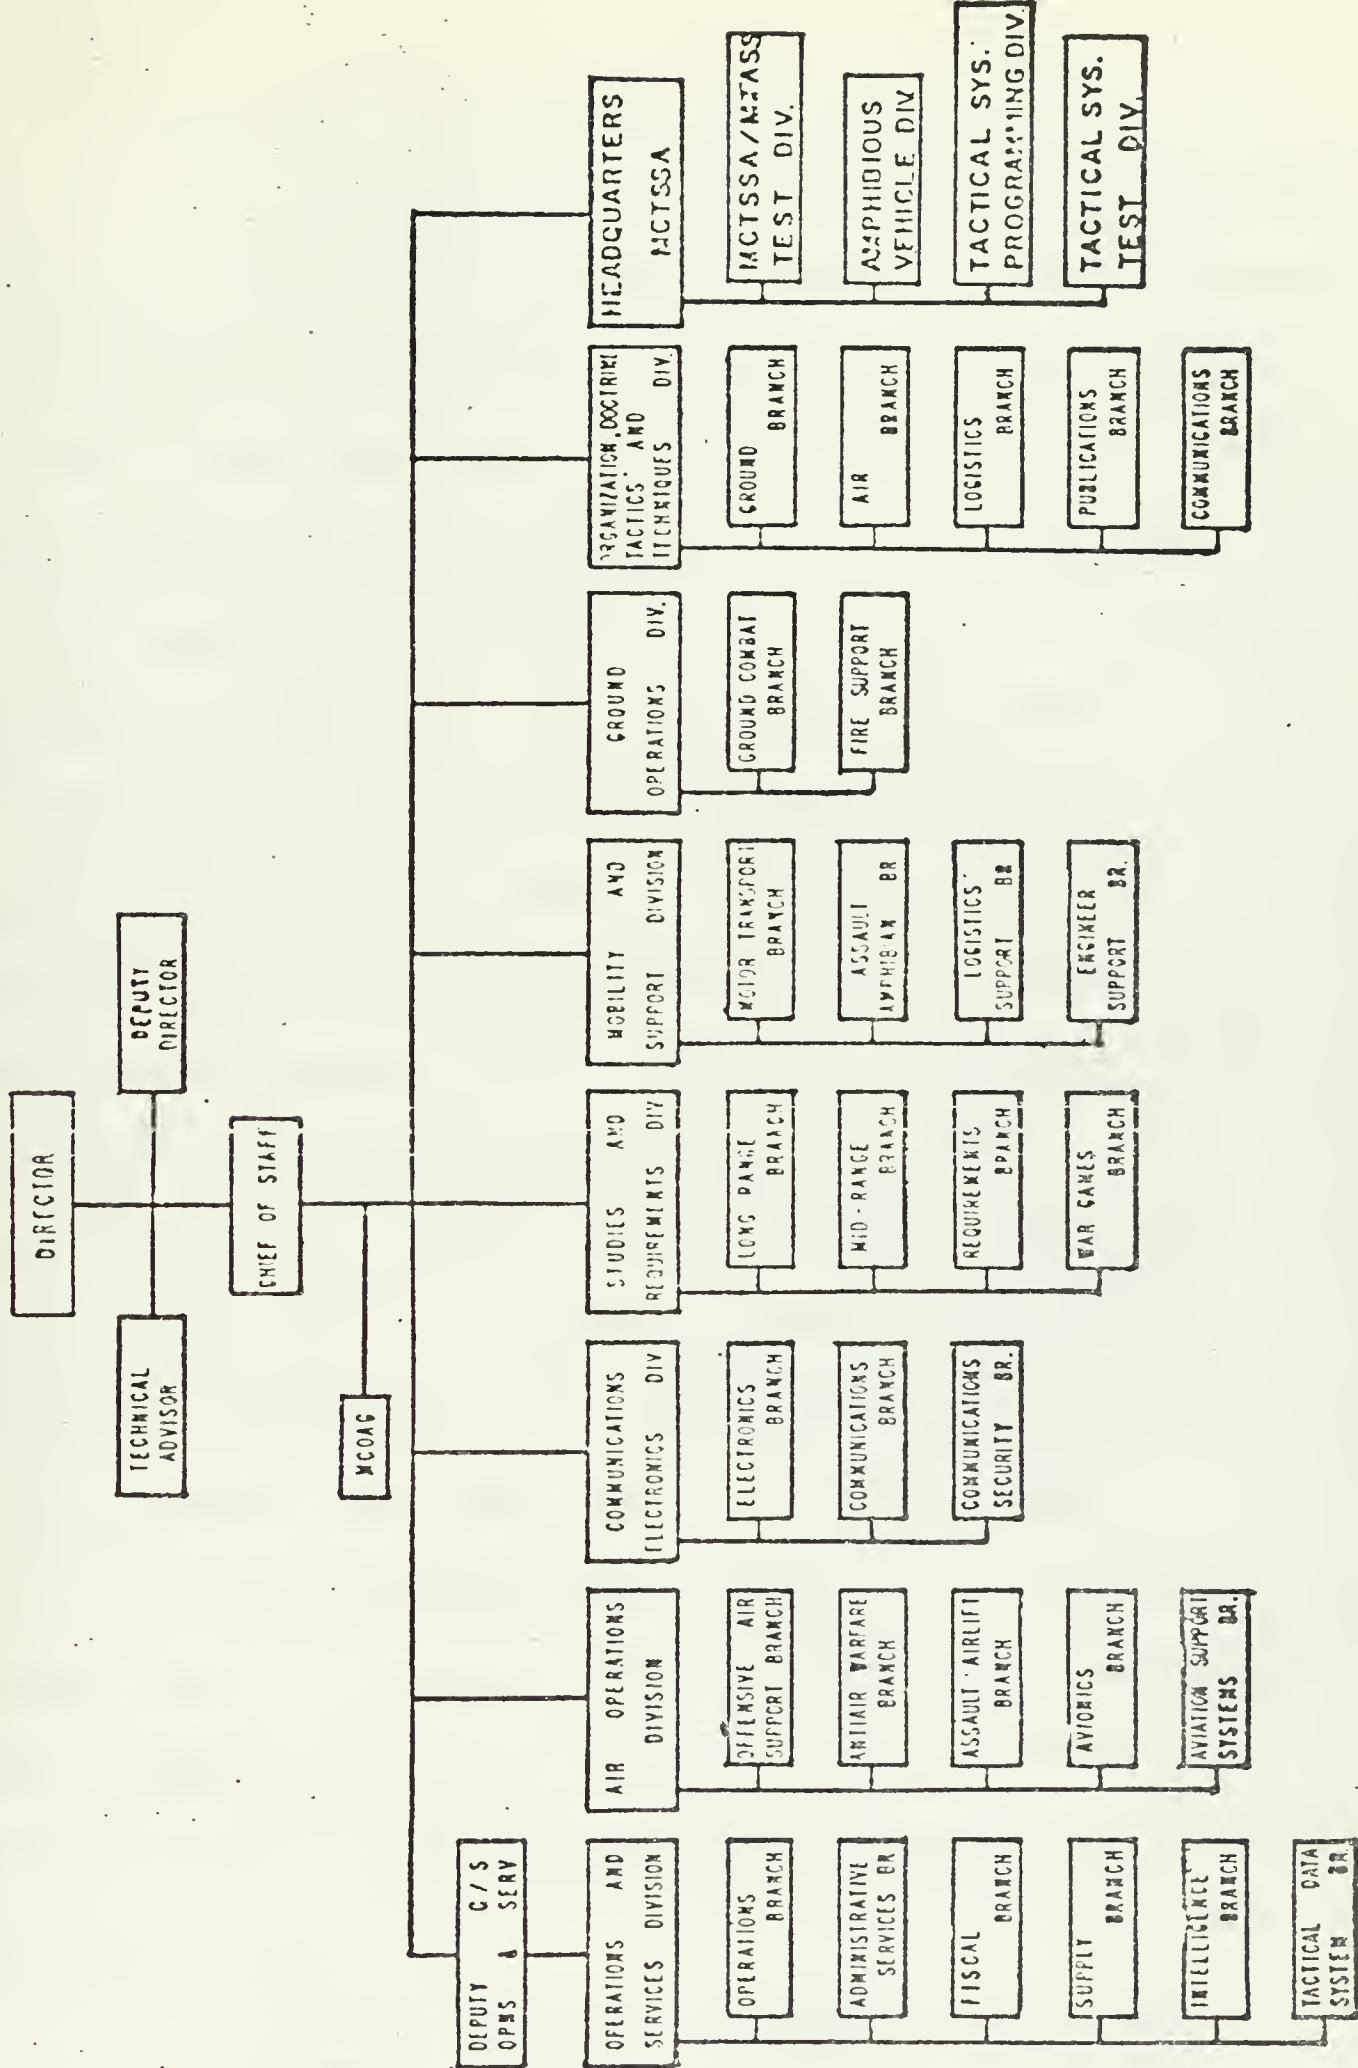 DIRECTOR
TECHNICAL
ADVISOR
DEPUTY
DIRECTOR
CHIEF OF STAFF
MCOAG
DEPUTY C/S
OPNS & SERV
OPERATIONS AND
SERVICES DIVISION
OPERATIONS
BRANCH
ADMINISTRATIVE
SERVICES BR
FISCAL
BRANCH
SUPPLY
BRANCH
INTELLIGENCE
BRANCH
TACTICAL DATA
SYSTEM BR.
AIR OPERATIONS
DIVISION
OFFENSIVE AIR
SUPPORT BRANCH
ANTIAIR WARFARE
BRANCH
ASSAULT AIRLIFT
BRANCH
AVIONICS
BRANCH
AVIATION SUPPORT
SYSTEMS BR.
COMMUNICATIONS
ELECTRONICS DIV
ELECTRONICS
BRANCH
COMMUNICATIONS
BRANCH
COMMUNICATIONS
SECURITY BR.
STUDIES AND
REQUIREMENTS DIV
LONG RANGE
BRANCH
MID-RANGE
BRANCH
REQUIREMENTS
BRANCH
WAR GAMES
BRANCH
MOBILITY AND
SUPPORT DIVISION
MOTOR TRANSPORT
BRANCH
ASSAULT
AMPHIBIAN BR
LOGISTICS
SUPPORT BR
ENGINEER
SUPPORT BR.
GROUND
OPERATIONS DIV.
GROUND COMBAT
BRANCH
FIRE SUPPORT
BRANCH
ORGANIZATION, DOCTRINE
TACTICS AND
TECHNIQUES DIV.
GROUND
BRANCH
AIR
BRANCH
LOGISTICS
BRANCH
PUBLICATIONS
BRANCH
COMMUNICATIONS
BRANCH
HEADQUARTERS
MCTSSA
MCTSSA/MTASS
TEST DIV.
AMPHIBIOUS
VEHICLE DIV
TACTICAL SYS.
PROGRAMMING DIV.
TACTICAL SYS.
TEST DIV.